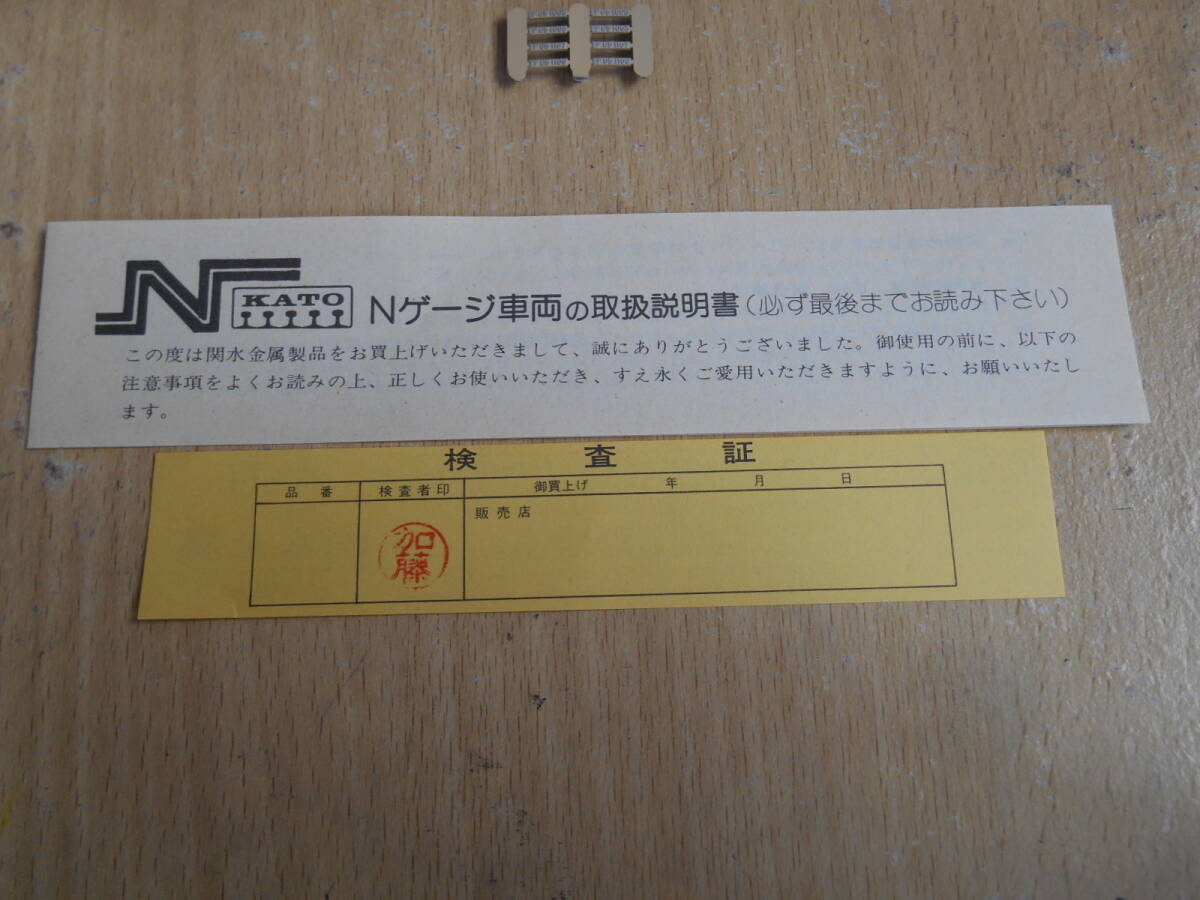 N
KATO
Nゲージ車両の取扱説明書(必ず最後までお読み下さい)
この度は関水金属製品をお買上げいただきまして、誠にありがとうございました。御使用の前に、以下の
注意事項をよくお読みの上、正しくお使いいただき、すえ永くご愛用いただきますように、お願いいたし
ます。
検査証
品番 検査者印 御買上げ 年 月 日
販売店
加藤